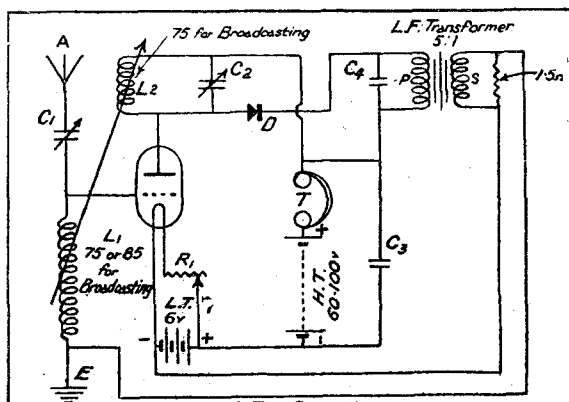 L.F. Transformer
5:1
A
75 for Broadcasting
L2
C2
C4
P
S
1·5Ω
C1
D
T
L1
75 or 85
for
Broadcasting
R1
L.T.
6v
- +
+
H.T.
60-100v
-
C3
E